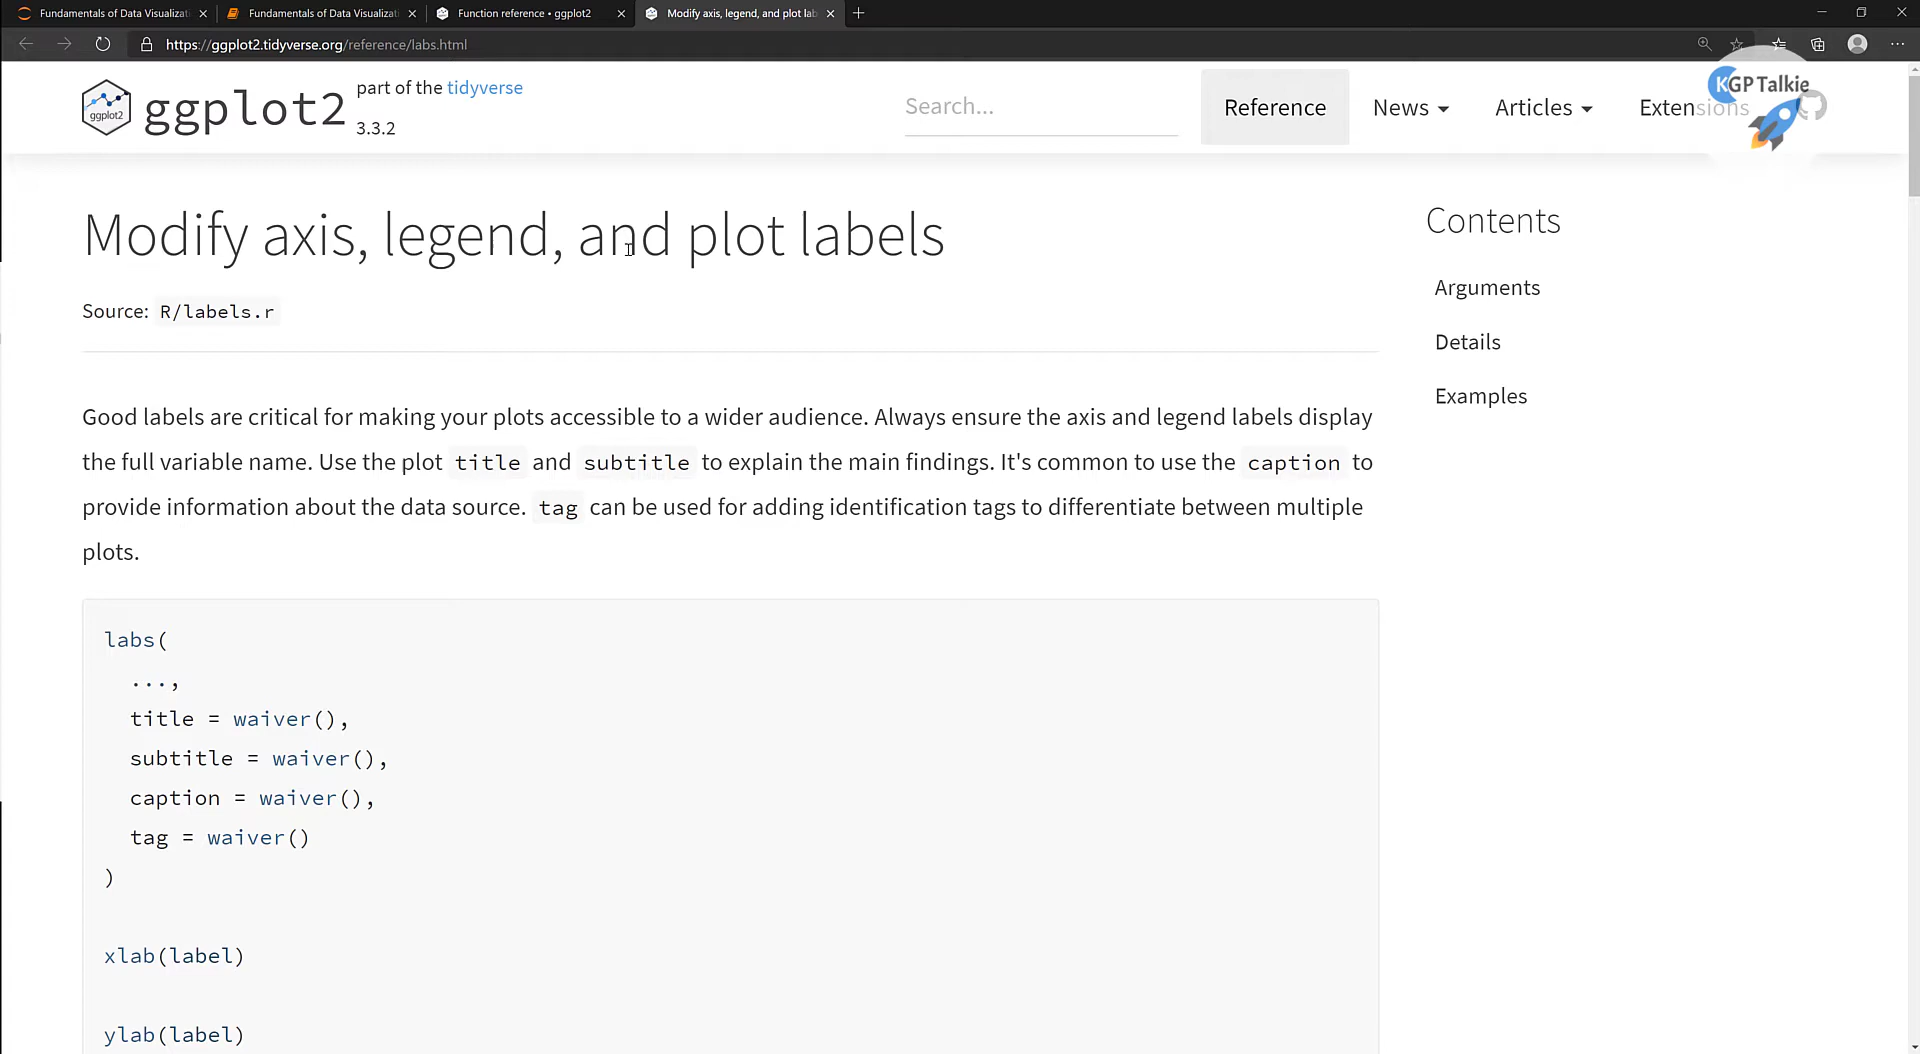 Fundamentals of Data Visualizati
Fundamentals of Data Visualizati
Function reference • ggplot2
Modify axis, legend, and plot lab
https://ggplot2.tidyverse.org/reference/labs.html
ggplot2
ggplot2
part of the tidyverse
3.3.2
Search...
Reference
News
Articles
Extensions
KGP Talkie
Modify axis, legend, and plot labels
Source: R/labels.r
Contents
Arguments
Details
Examples
Good labels are critical for making your plots accessible to a wider audience. Always ensure the axis and legend labels display
the full variable name. Use the plot title and subtitle to explain the main findings. It's common to use the caption to
provide information about the data source. tag can be used for adding identification tags to differentiate between multiple
plots.
labs(
...,
title = waiver(),
subtitle = waiver(),
caption = waiver(),
tag = waiver()
)
xlab(label)
ylab(label)